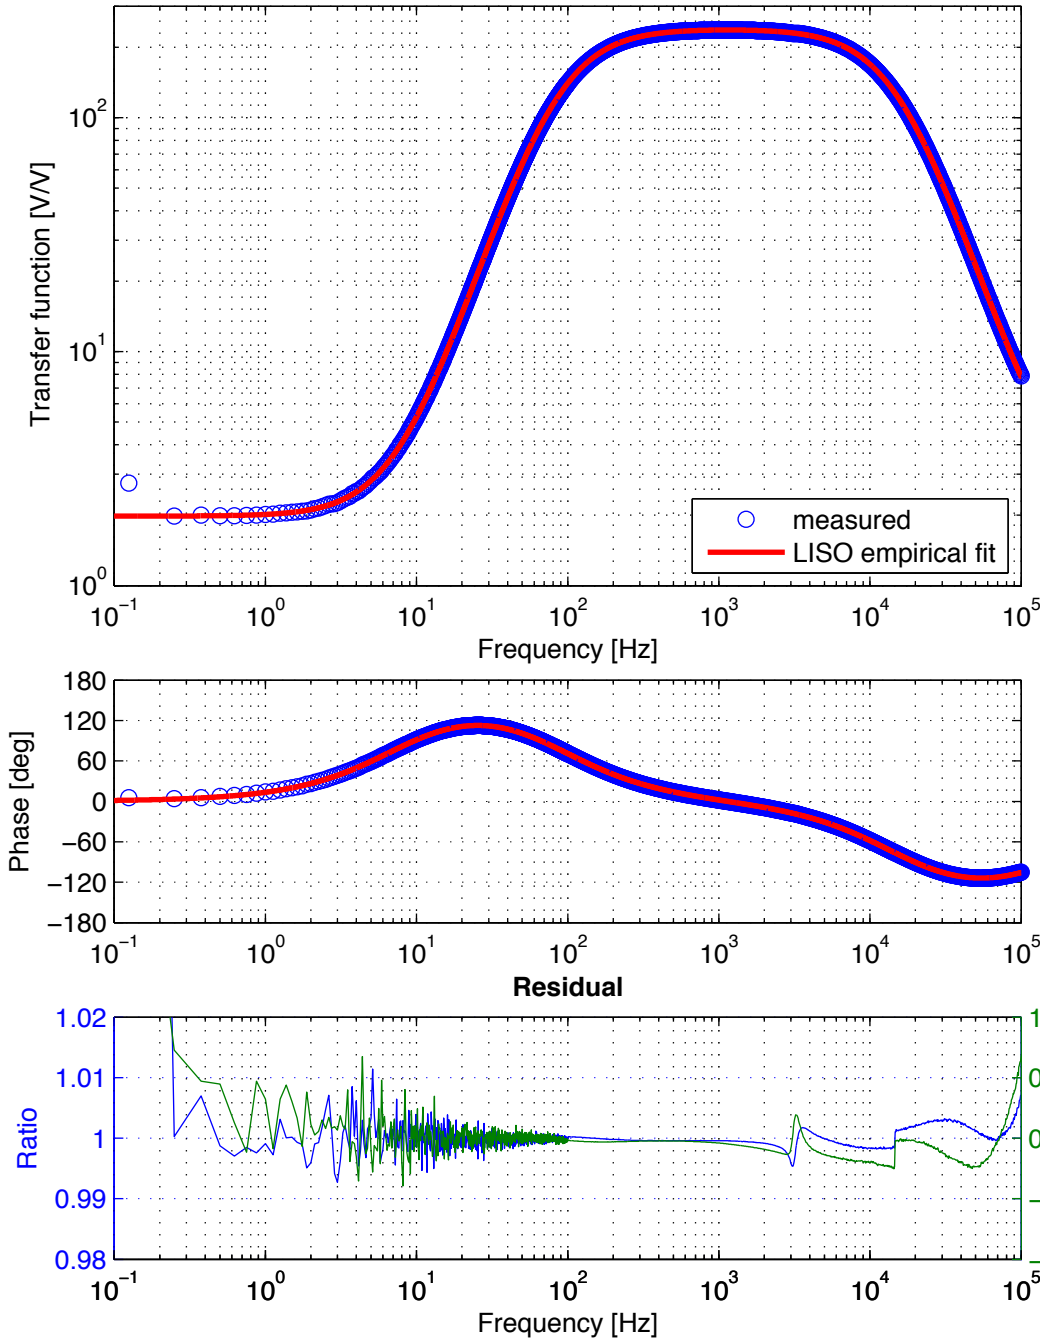 10^2
10^1
10^0
Transfer function [V/V]
measured
LISO empirical fit
10^−1 10^0 10^1 10^2 10^3 10^4 10^5
Frequency [Hz]
180
120
60
0
−60
−120
−180
Phase [deg]
10^−1 10^0 10^1 10^2 10^3 10^4 10^5
Residual
1.02
1.01
1
0.99
0.98
Ratio
1
0
0
−
−
10^−1 10^0 10^1 10^2 10^3 10^4 10^5
Frequency [Hz]